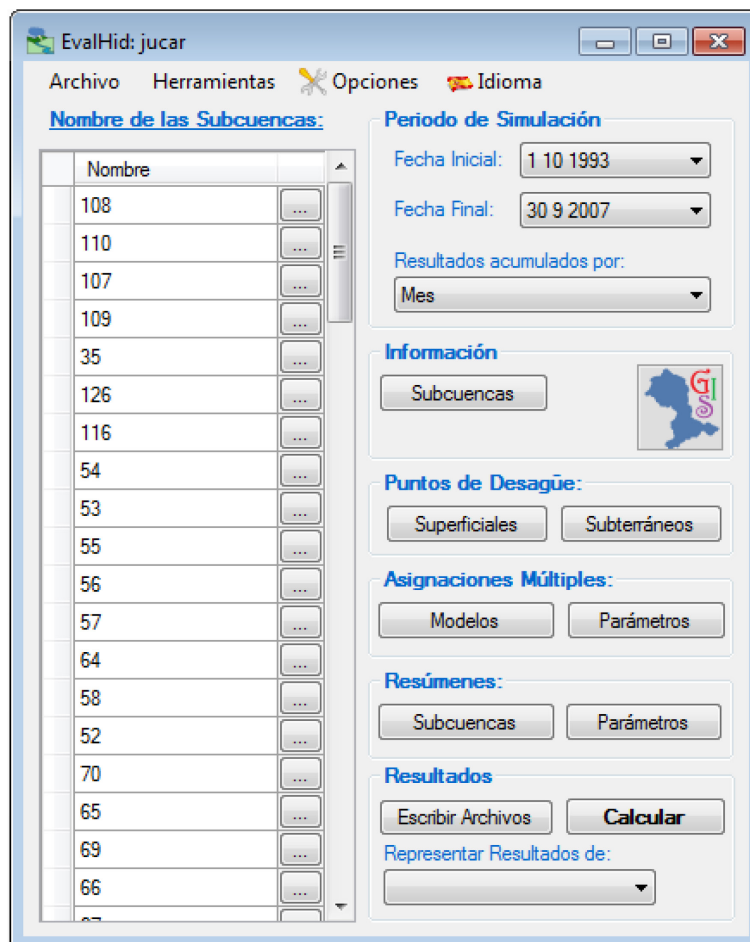 EvalHid: jucar
Archivo Herramientas Opciones Idioma
Nombre de las Subcuencas:
Nombre
108 ...
110 ...
107 ...
109 ...
35 ...
126 ...
116 ...
54 ...
53 ...
55 ...
56 ...
57 ...
64 ...
58 ...
52 ...
70 ...
65 ...
69 ...
66 ...
Periodo de Simulación
Fecha Inicial: 1 10 1993
Fecha Final: 30 9 2007
Resultados acumulados por:
Mes
Información
Subcuencas
GIS
Puntos de Desagüe:
Superficiales Subterráneos
Asignaciones Múltiples:
Modelos Parámetros
Resúmenes:
Subcuencas Parámetros
Resultados
Escribir Archivos Calcular
Representar Resultados de: